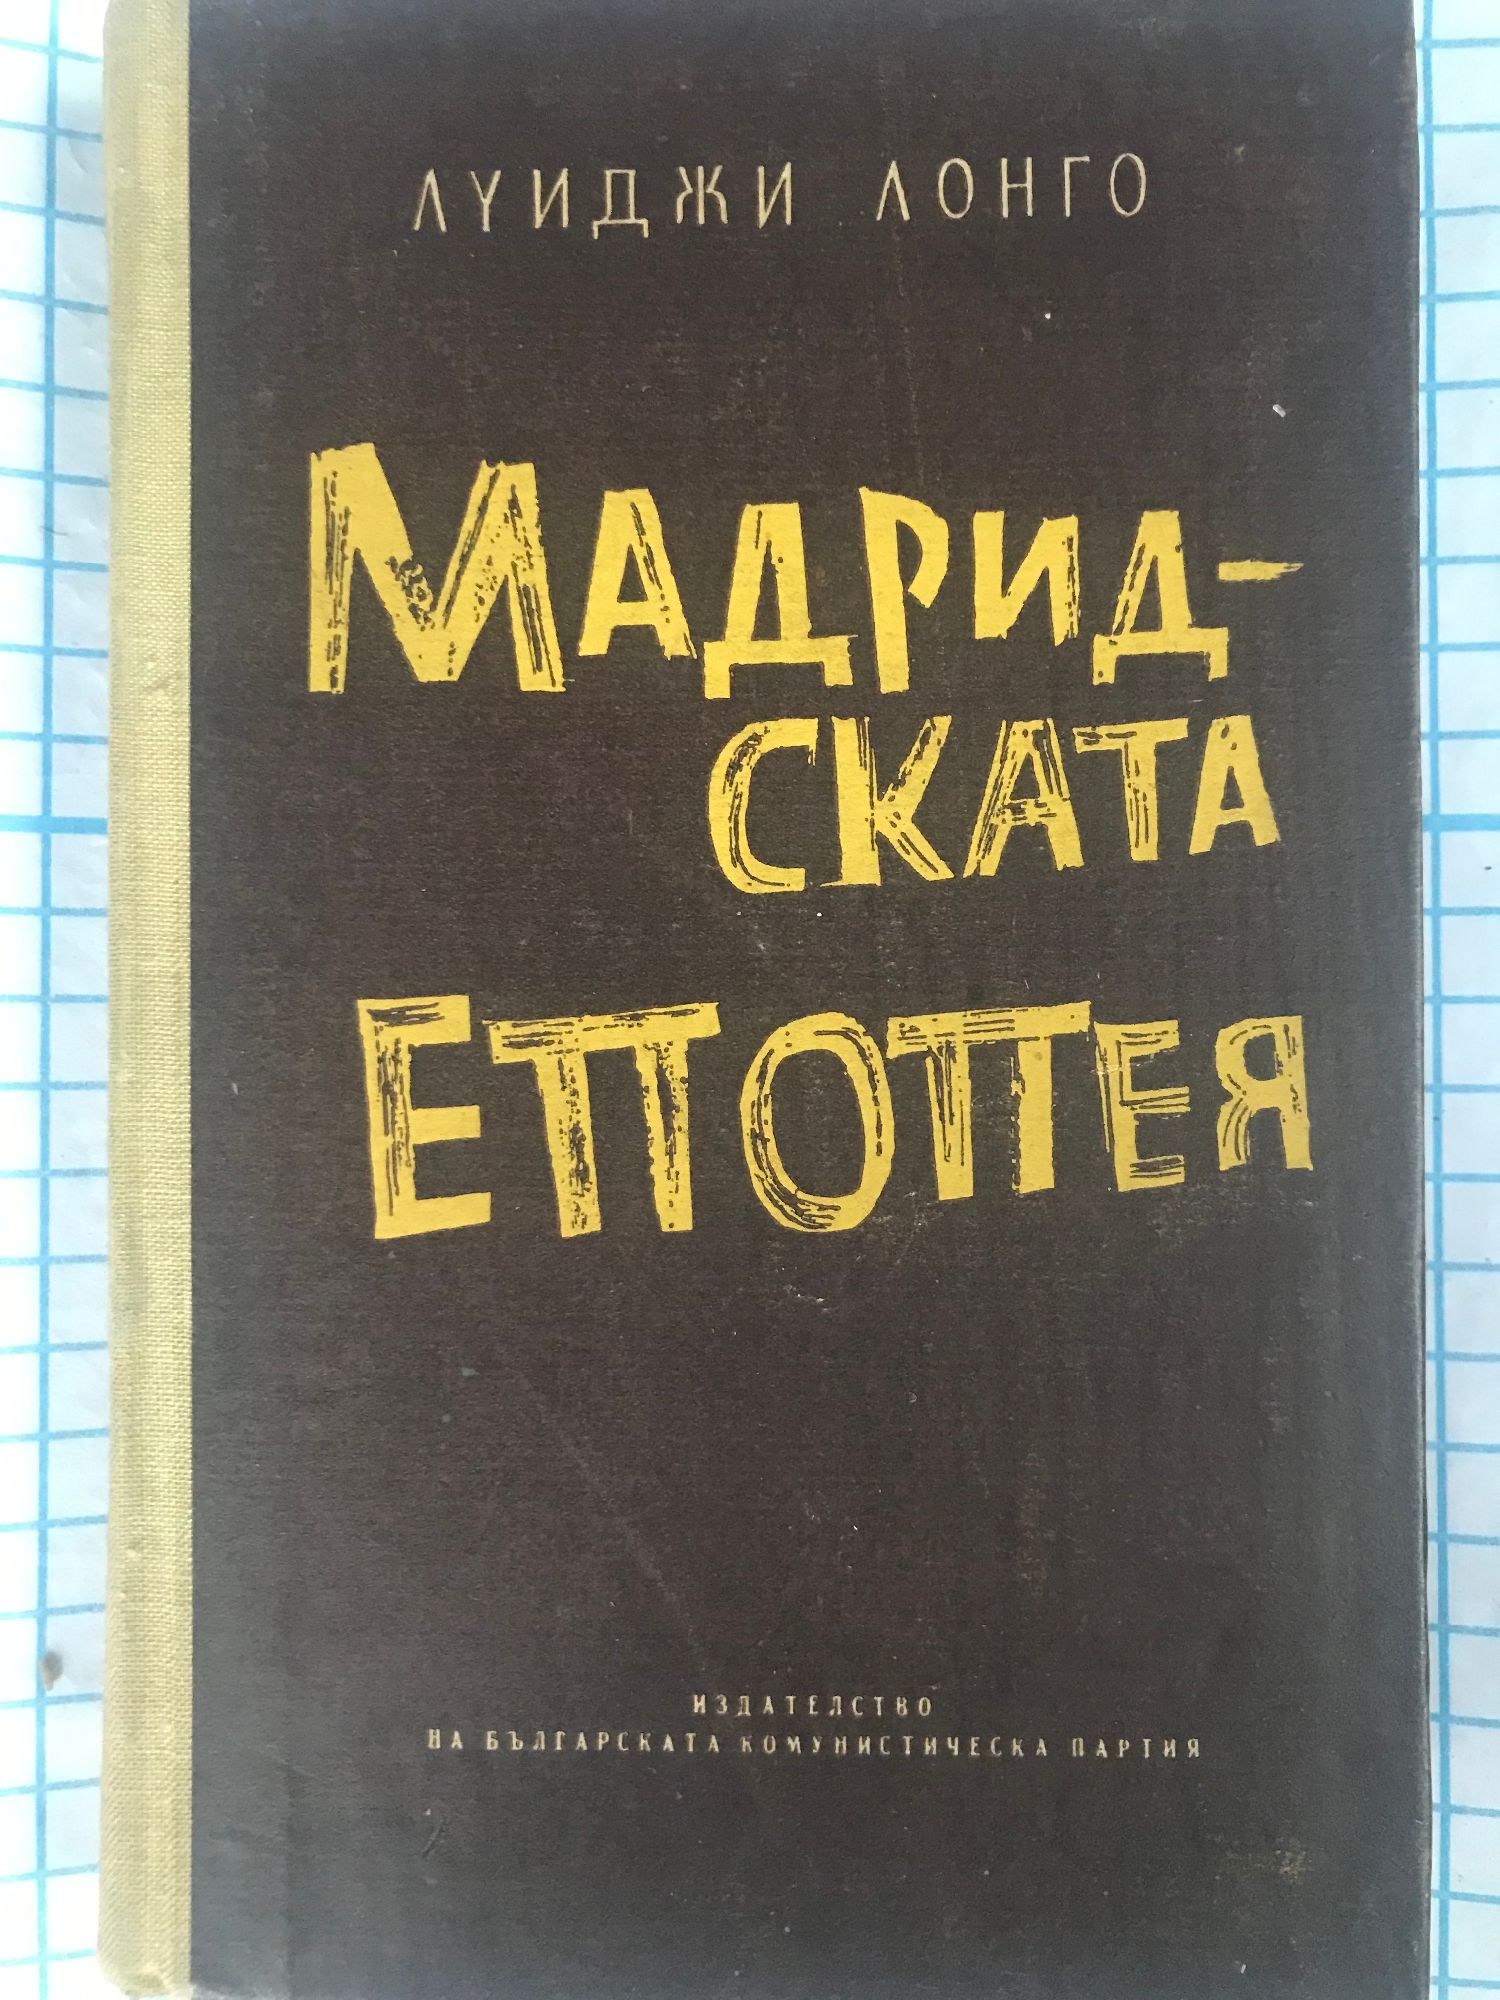 ЛУИДЖИ ЛОНГО
МАДРИД-
СКАТА
ЕПОПЕЯ
ИЗДАТЕЛСТВО
НА БЪЛГАРСКАТА КОМУНИСТИЧЕСКА ПАРТИЯ